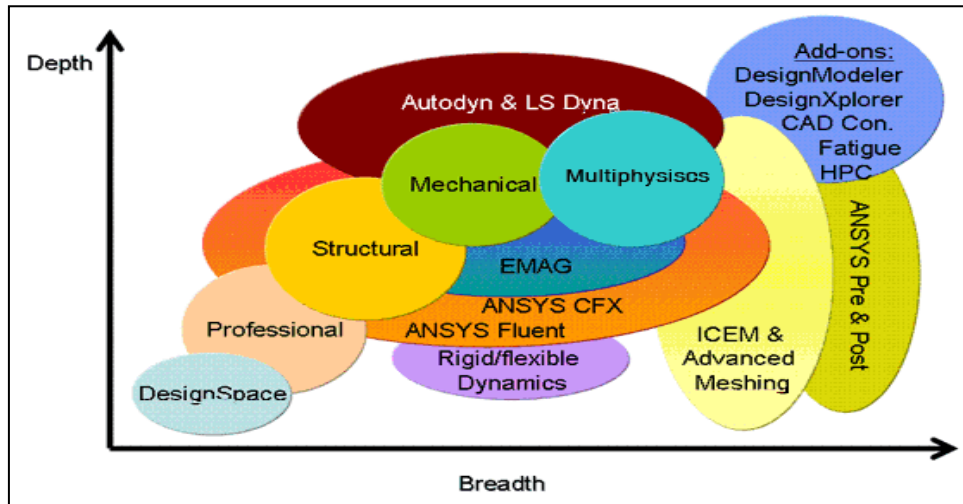 Depth
Add-ons:
DesignModeler
DesignXplorer
CAD Con.
Fatigue
HPC
Autodyn & LS Dyna
Mechanical
Multiphysiscs
Structural
EMAG
ANSYS CFX
ANSYS Fluent
Professional
Rigid/flexible
Dynamics
DesignSpace
ICEM &
Advanced
Meshing
ANSYS Pre & Post
Breadth